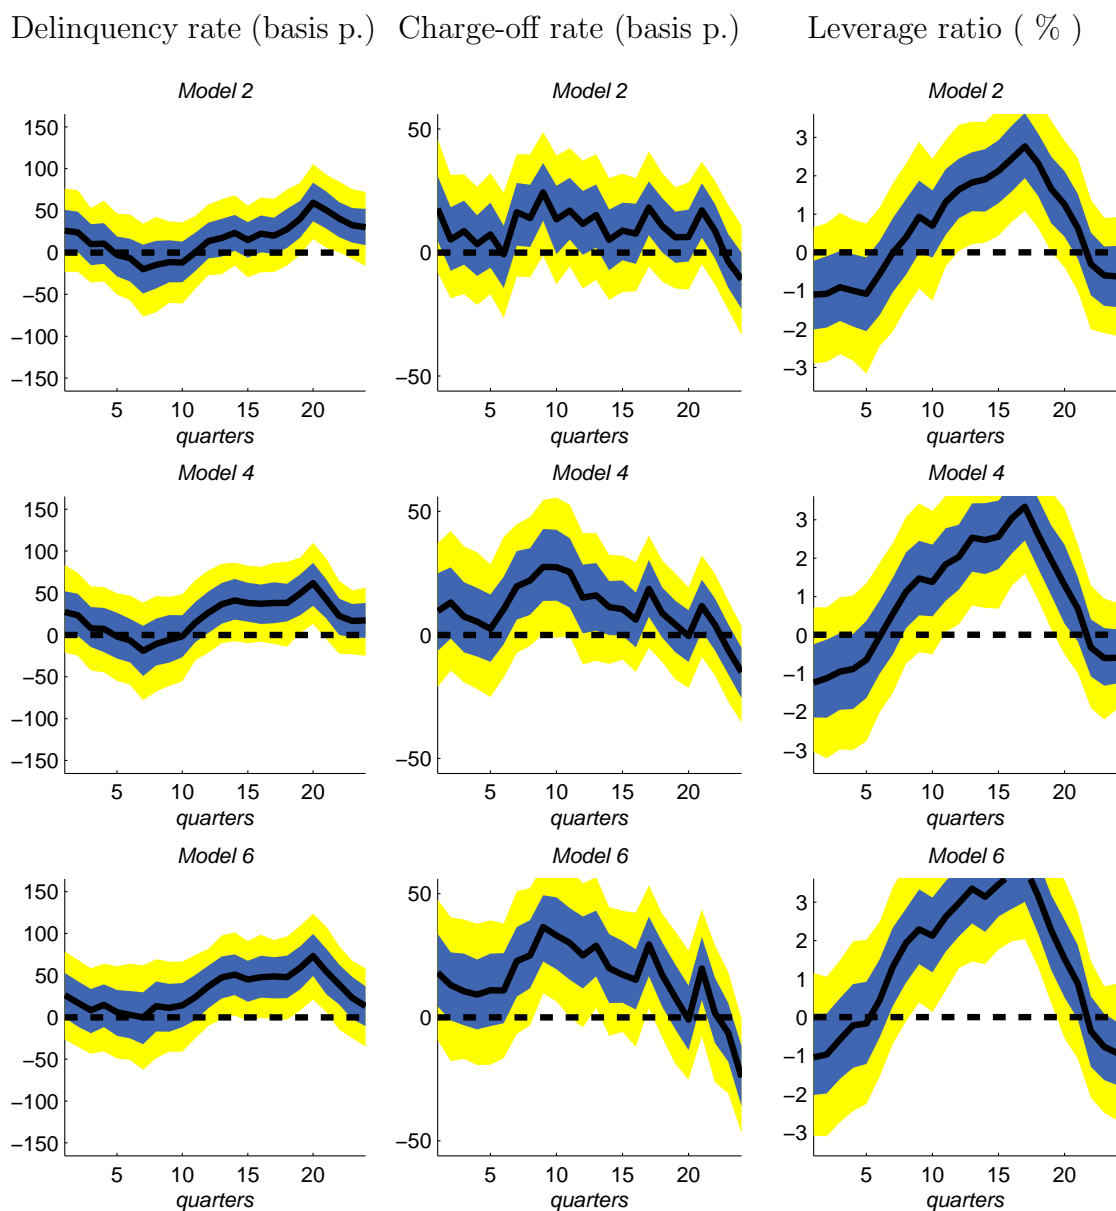 Delinquency rate (basis p.) Charge-off rate (basis p.) Leverage ratio ( % )
Model 2 Model 2 Model 2
150
100
50
0
−50
−100
−150
5 10 15 20
quarters
50
0
−50
5 10 15 20
quarters
3
2
1
0
−1
−2
−3
5 10 15 20
quarters
Model 4 Model 4 Model 4
150
100
50
0
−50
−100
−150
5 10 15 20
quarters
50
0
−50
5 10 15 20
quarters
3
2
1
0
−1
−2
−3
5 10 15 20
quarters
Model 6 Model 6 Model 6
150
100
50
0
−50
−100
−150
5 10 15 20
quarters
50
0
−50
5 10 15 20
quarters
3
2
1
0
−1
−2
−3
5 10 15 20
quarters